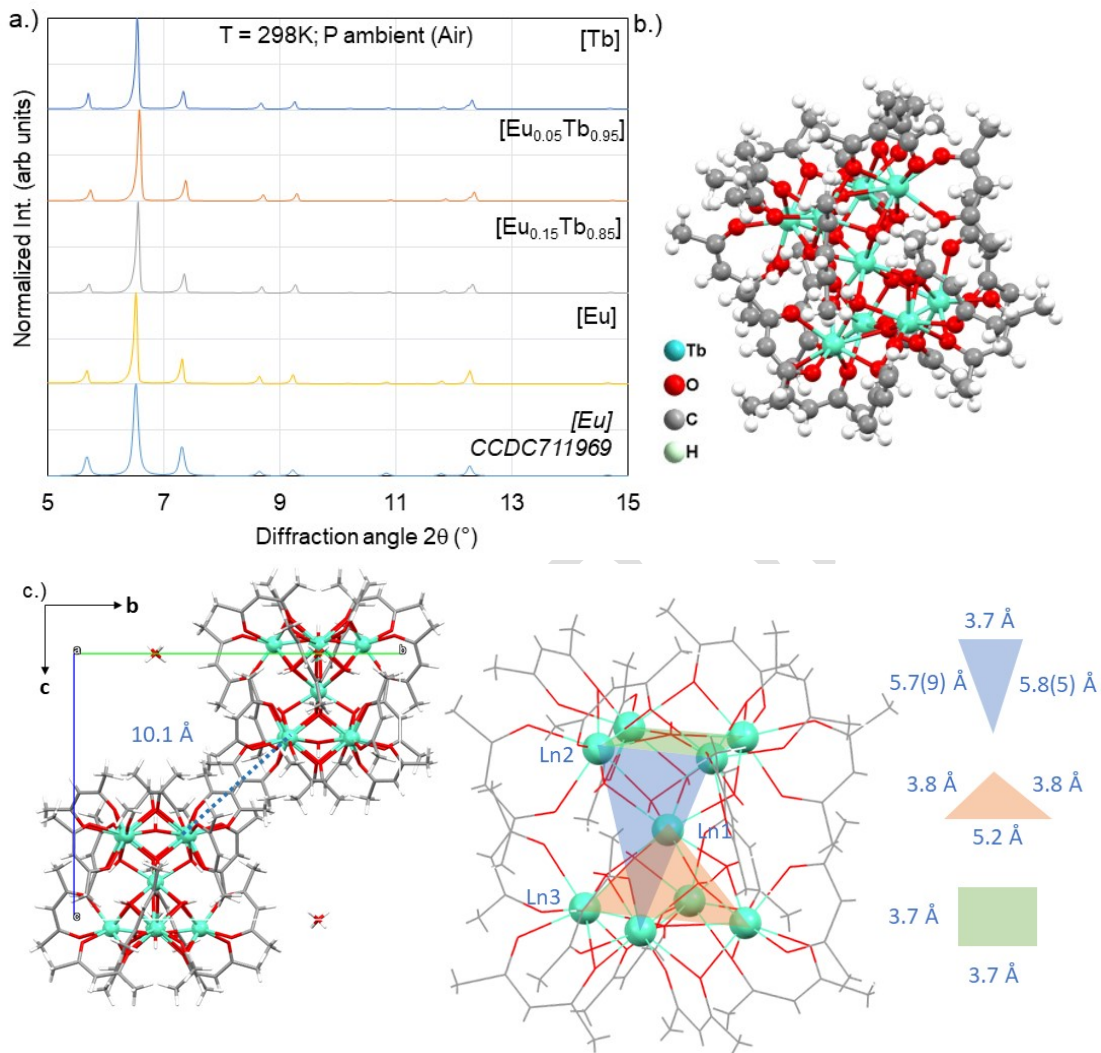 a.)
T = 298K; P ambient (Air)
[Tb]
[Eu0.05Tb0.95]
[Eu0.15Tb0.85]
[Eu]
[Eu]
CCDC711969
Normalized Int. (arb units)
5 7 9 11 13 15
Diffraction angle 2θ (°)
b.)
Tb
O
C
H
c.)
b
c
a
b
c
10.1 Å
Ln2
Ln1
Ln3
3.7 Å
5.7(9) Å 5.8(5) Å
3.8 Å 3.8 Å
5.2 Å
3.7 Å
3.7 Å